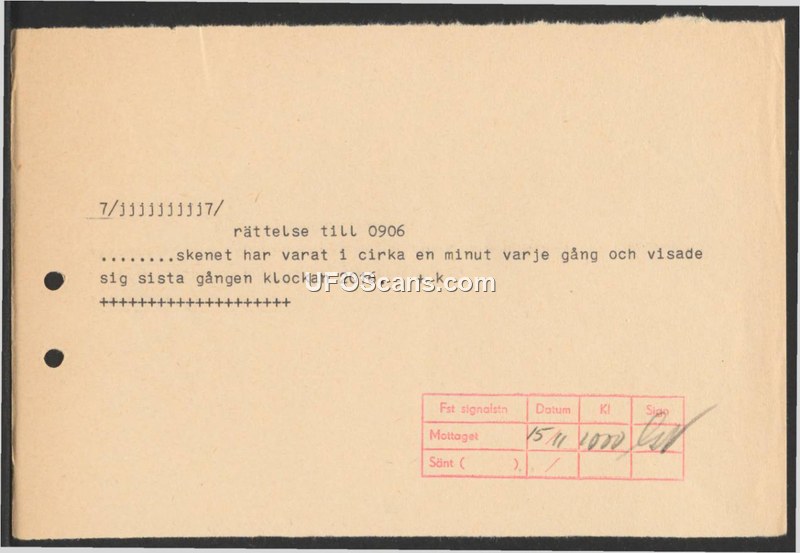 7/jjjjjjjjjj7/
rättelse till 0906
........skenet har varat i cirka en minut varje gång och visade
sig sista gången klockan
++++++++++++++++++++
UFOScans.com
Fst signalstn Datum Kl Sign
Mottaget 15/11 1000
Sänt ( ) . . /